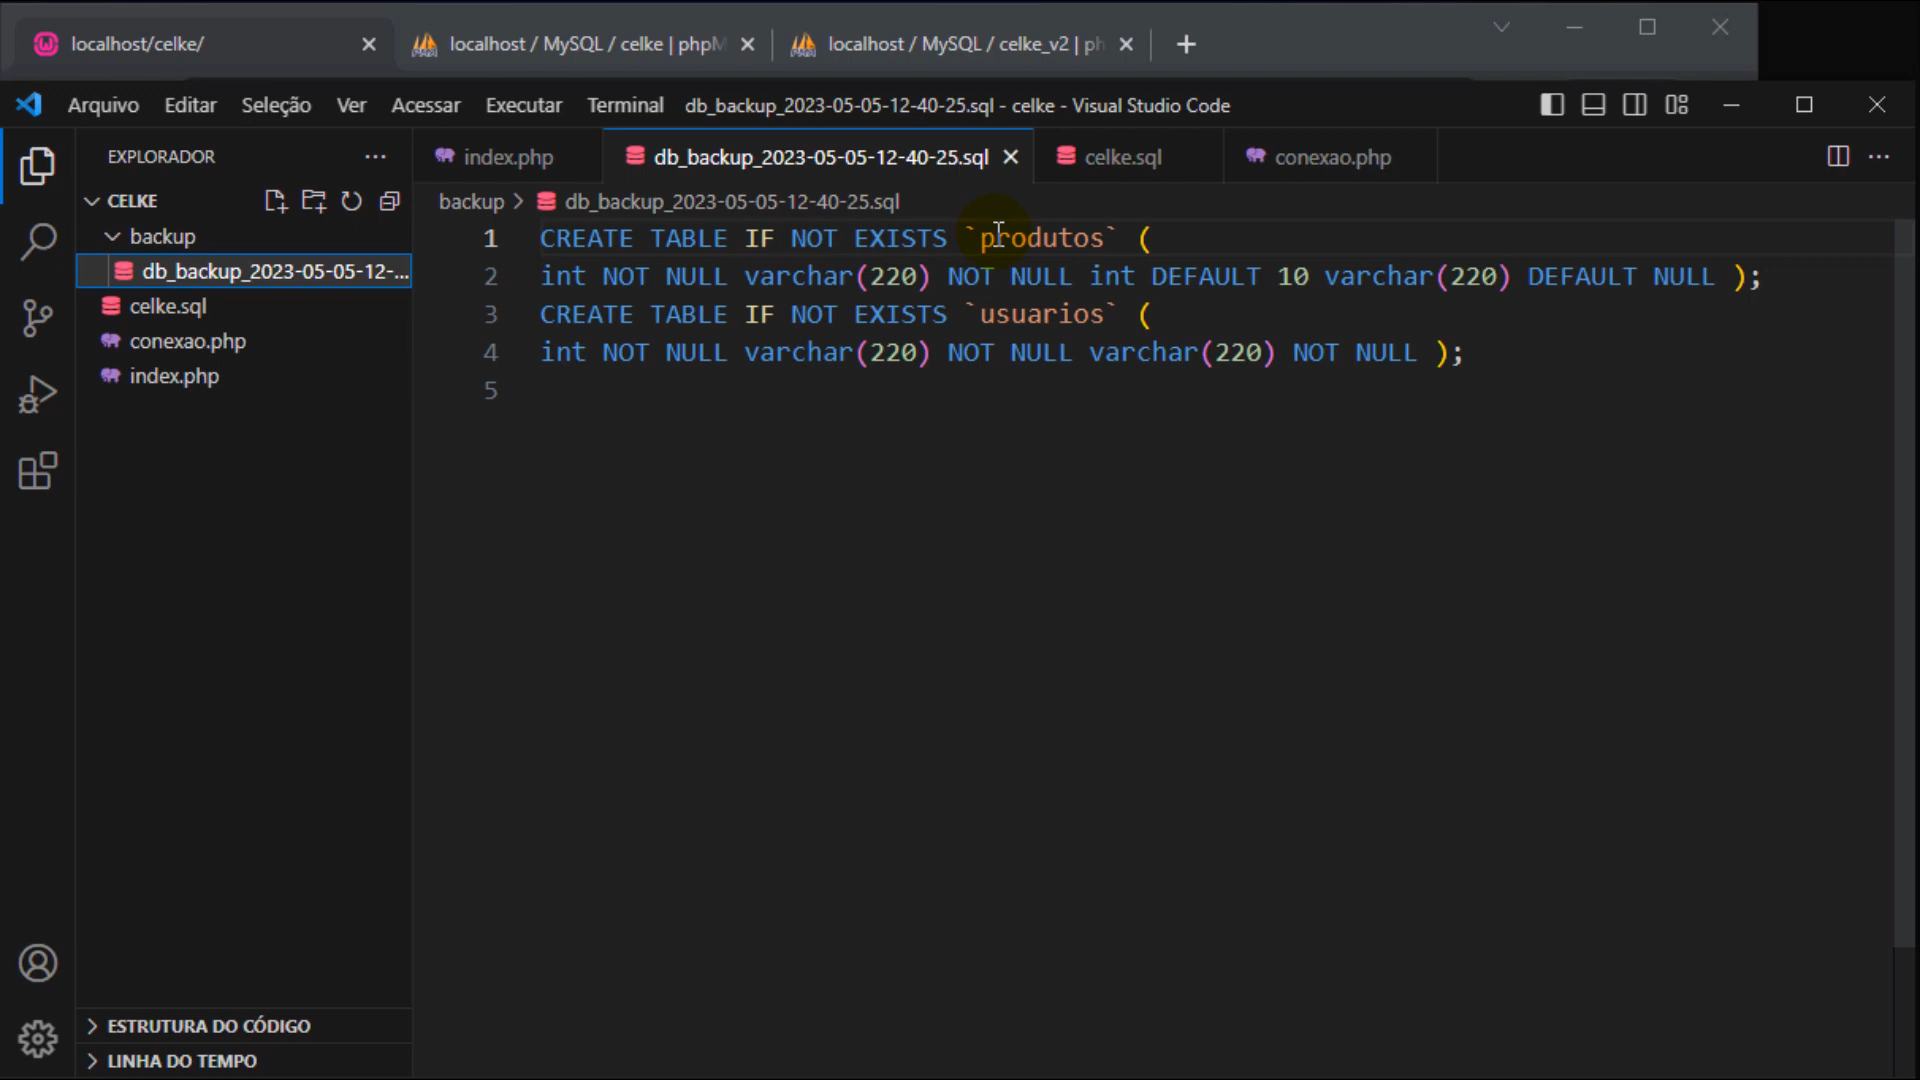 localhost/celke/
localhost / MySQL / celke | phpM
localhost / MySQL / celke_v2 | ph
Arquivo Editar Seleção Ver Acessar Executar Terminal db_backup_2023-05-05-12-40-25.sql - celke - Visual Studio Code
EXPLORADOR
index.php
db_backup_2023-05-05-12-40-25.sql
celke.sql
conexao.php
CELKE
backup > db_backup_2023-05-05-12-40-25.sql
backup
db_backup_2023-05-05-12-...
celke.sql
conexao.php
index.php
1 CREATE TABLE IF NOT EXISTS `produtos` (
2 int NOT NULL varchar(220) NOT NULL int DEFAULT 10 varchar(220) DEFAULT NULL );
3 CREATE TABLE IF NOT EXISTS `usuarios` (
4 int NOT NULL varchar(220) NOT NULL varchar(220) NOT NULL );
5
ESTRUTURA DO CÓDIGO
LINHA DO TEMPO